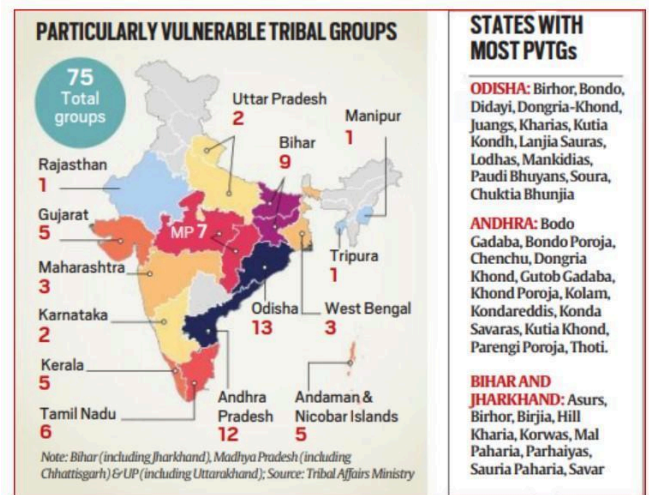 PARTICULARLY VULNERABLE TRIBAL GROUPS
75
Total
groups
Uttar Pradesh
2
Manipur
1
Bihar
9
Rajasthan
1
Gujarat
5
MP 7
Maharashtra
3
Tripura
1
Karnataka
2
Odisha
13
West Bengal
3
Kerala
5
Tamil Nadu
6
Andhra
Pradesh
12
Andaman &
Nicobar Islands
5
Note: Bihar (including Jharkhand), Madhya Pradesh (including
Chhattisgarh) & UP (including Uttarakhand); Source: Tribal Affairs Ministry
STATES WITH
MOST PVTGs
ODISHA: Birhor, Bondo,
Didayi, Dongria-Khond,
Juangs, Kharias, Kutia
Kondh, Lanjia Sauras,
Lodhas, Mankidias,
Paudi Bhuyans, Soura,
Chuktia Bhunjia
ANDHRA: Bodo
Gadaba, Bondo Poroja,
Chenchu, Dongria
Khond, Gutob Gadaba,
Khond Poroja, Kolam,
Kondareddis, Konda
Savaras, Kutia Khond,
Parengi Poroja, Thoti.
BIHAR AND
JHARKHAND: Asurs,
Birhor, Birjia, Hill
Kharia, Korwas, Mal
Paharia, Parhaiyas,
Sauria Paharia, Savar